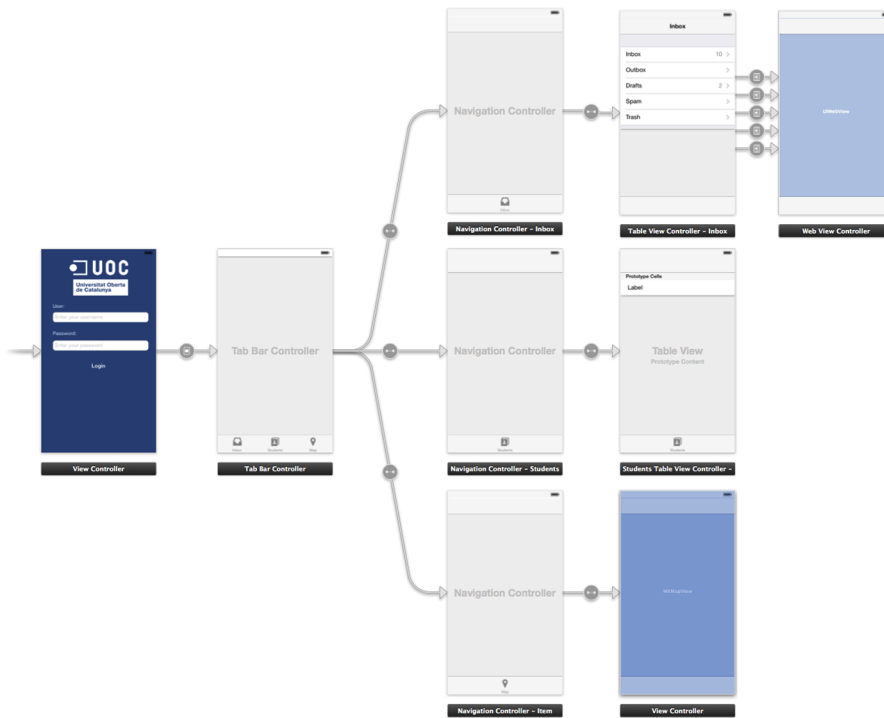 Inbox
Inbox 10
Outbox
Drafts 2
Spam
Trash
UIWebView
Navigation Controller
Inbox
Navigation Controller - Inbox
Table View Controller - Inbox
Web View Controller
UOC
Universitat Oberta
de Catalunya
User:
Enter your username
Password:
Enter your password
Login
View Controller
Tab Bar Controller
Inbox Students Map
Tab Bar Controller
Navigation Controller
Students
Navigation Controller - Students
Prototype Cells
Label
Table View
Prototype Content
Students
Students Table View Controller -
Navigation Controller
Map
Navigation Controller - Item
MKMapView
View Controller